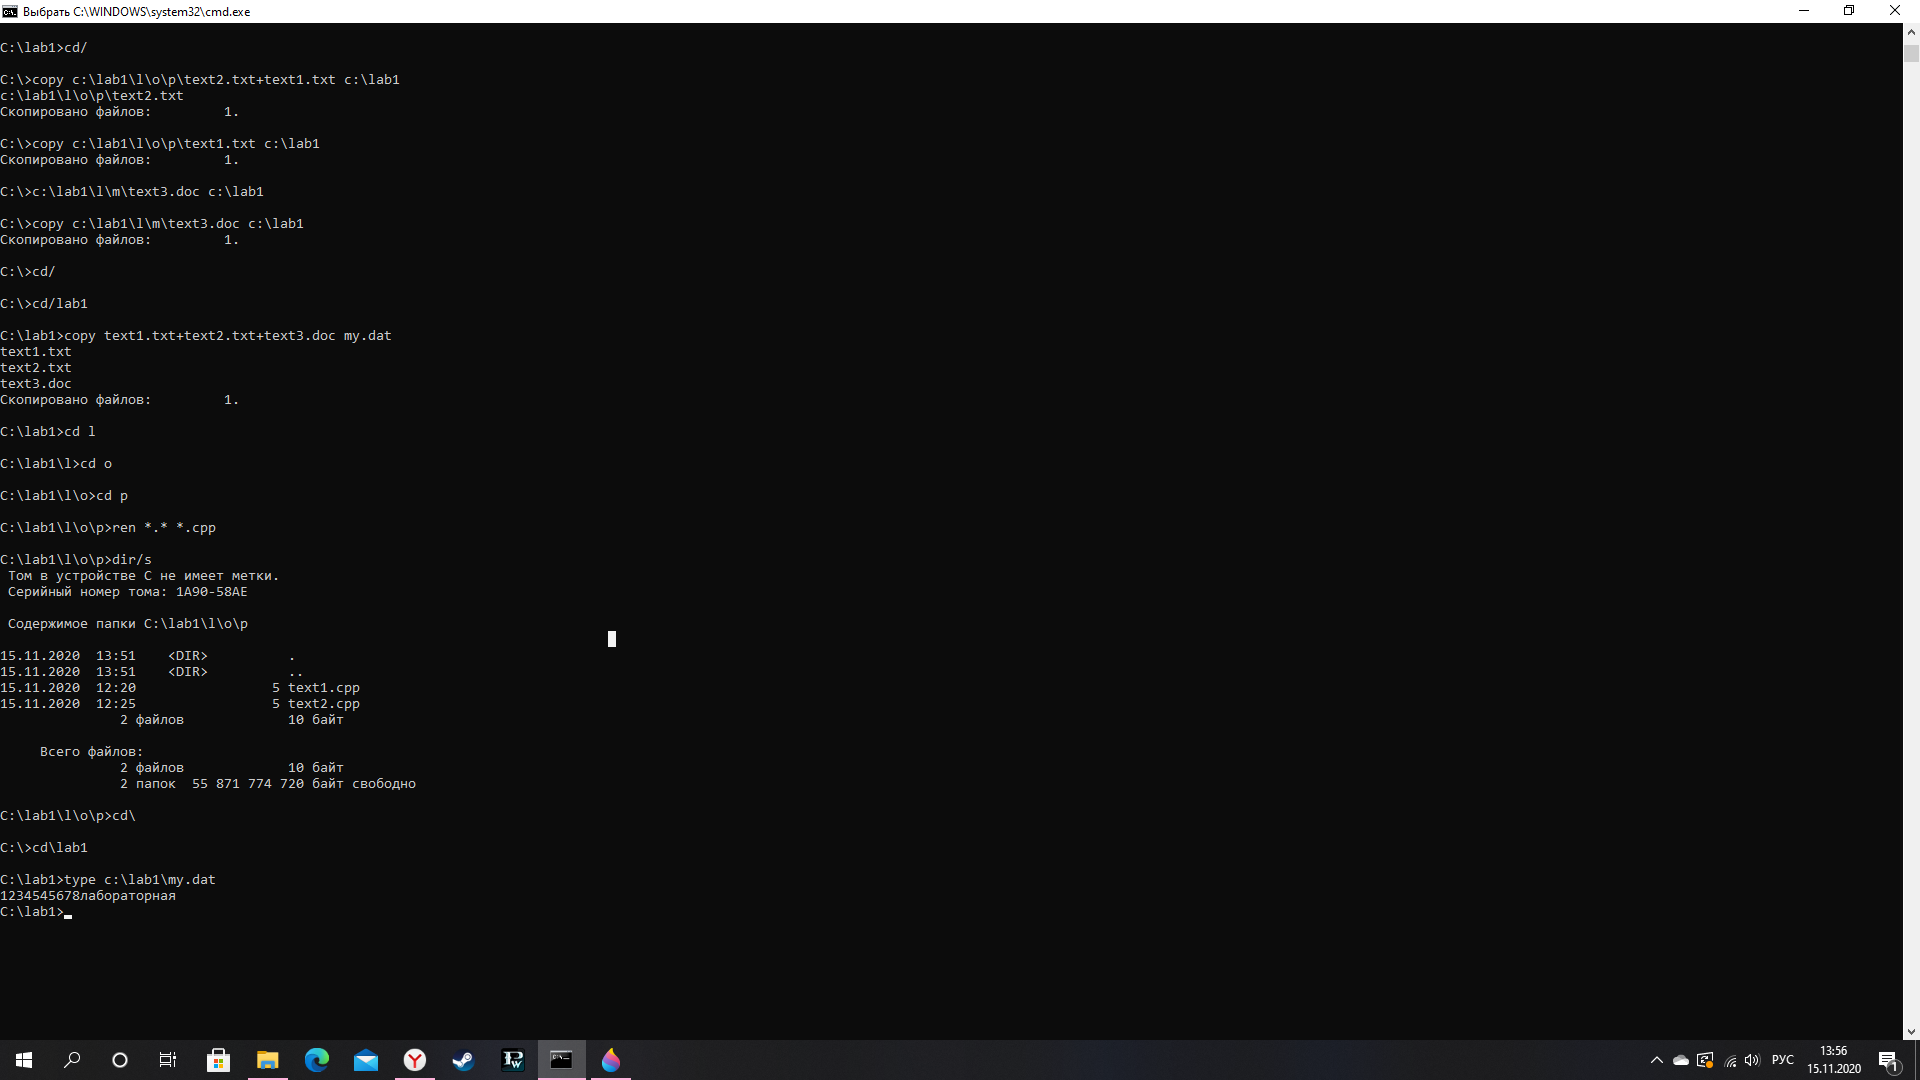 Выбрать C:\WINDOWS\system32\cmd.exe
C:\lab1>cd/
C:\>copy c:\lab1\l\o\p\text2.txt+text1.txt c:\lab1
c:\lab1\l\o\p\text2.txt
Скопировано файлов:         1.
C:\>copy c:\lab1\l\o\p\text1.txt c:\lab1
Скопировано файлов:         1.
C:\>c:\lab1\l\m\text3.doc c:\lab1
C:\>copy c:\lab1\l\m\text3.doc c:\lab1
Скопировано файлов:         1.
C:\>cd/
C:\>cd/lab1
C:\lab1>copy text1.txt+text2.txt+text3.doc my.dat
text1.txt
text2.txt
text3.doc
Скопировано файлов:         1.
C:\lab1>cd l
C:\lab1\l>cd o
C:\lab1\l\o>cd p
C:\lab1\l\o\p>ren *.* *.cpp
C:\lab1\l\o\p>dir/s
Том в устройстве C не имеет метки.
Серийный номер тома: 1A90-58AE
Содержимое папки C:\lab1\l\o\p
15.11.2020  13:51    <DIR>          .
15.11.2020  13:51    <DIR>          ..
15.11.2020  12:20                 5 text1.cpp
15.11.2020  12:25                 5 text2.cpp
2 файлов             10 байт
Всего файлов:
2 файлов             10 байт
2 папок  55 871 774 720 байт свободно
C:\lab1\l\o\p>cd\
C:\>cd\lab1
C:\lab1>type c:\lab1\my.dat
1234545678лабораторная
C:\lab1>
РУС
13:56
15.11.2020
1